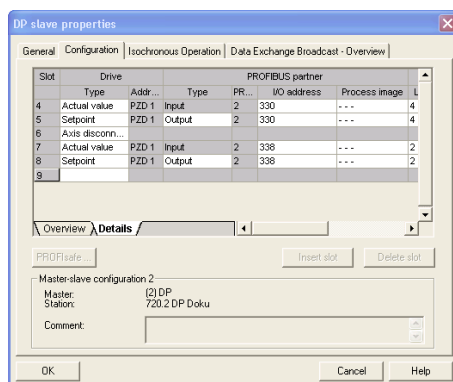 DP slave properties
General Configuration Isochronous Operation Data Exchange Broadcast - Overview
Slot Drive PROFIBUS partner
Type Addr... Type PR... I/O address Process image L
4 Actual value PZD 1 Input 2 330 - - - 4
5 Setpoint PZD 1 Output 2 330 - - - 4
6 Axis disconn...
7 Actual value PZD 1 Input 2 338 - - - 2
8 Setpoint PZD 1 Output 2 338 - - - 2
9
Overview Details
PROFIsafe ... Insert slot Delete slot
Master-slave configuration 2
Master: (2) DP
Station: 720.2 DP Doku
Comment:
OK Cancel Help